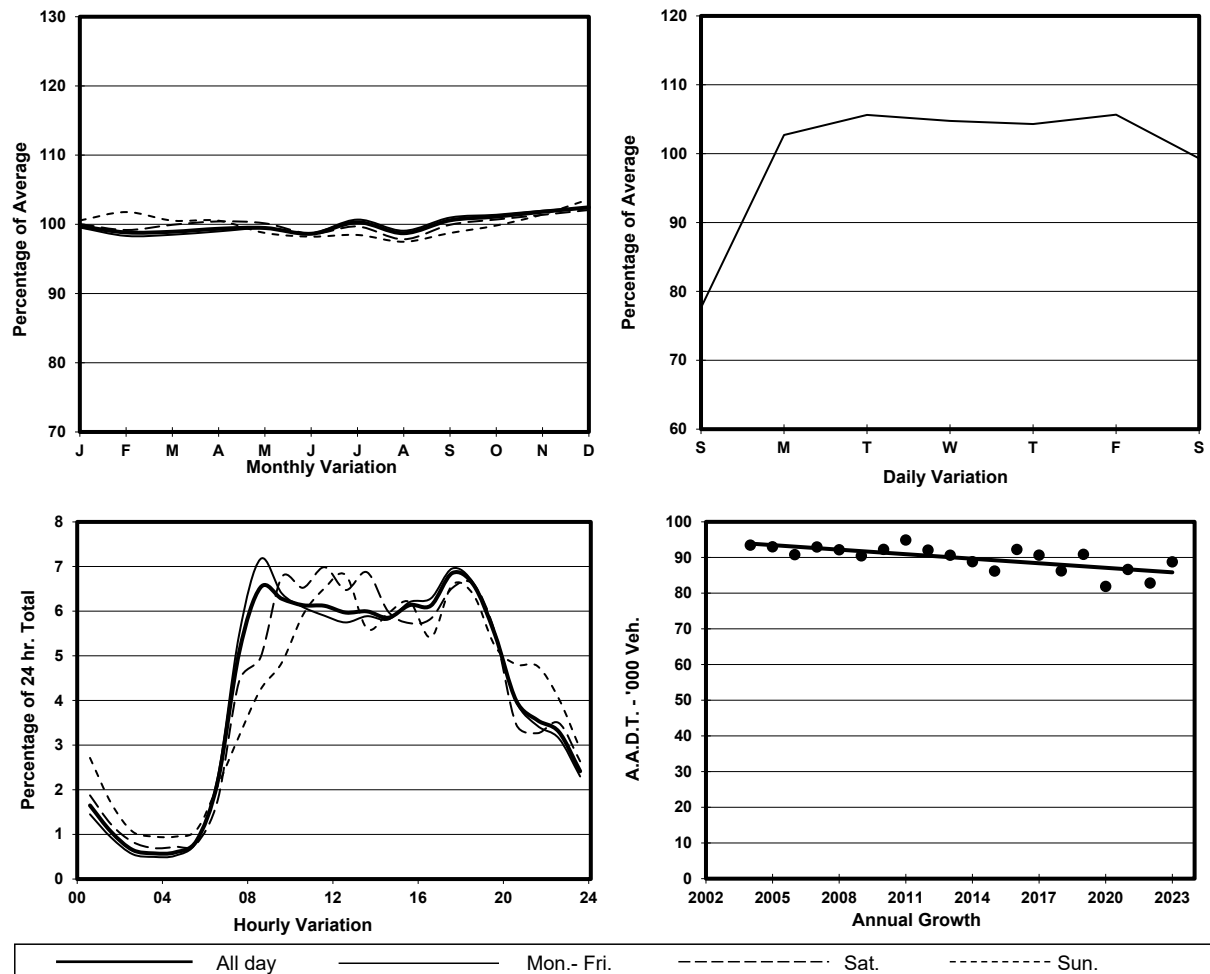 130
120
110
100
90
80
70
Percentage of Average
J F M A M J J A S O N D
Monthly Variation
120
110
100
90
80
70
60
Percentage of Average
S M T W T F S
Daily Variation
8
7
6
5
4
3
2
1
0
Percentage of 24 hr. Total
00 04 08 12 16 20 24
Hourly Variation
100
90
80
70
60
50
40
30
20
10
0
A.A.D.T. - '000 Veh.
2002 2005 2008 2011 2014 2017 2020 2023
Annual Growth
All day Mon.- Fri. Sat. Sun.